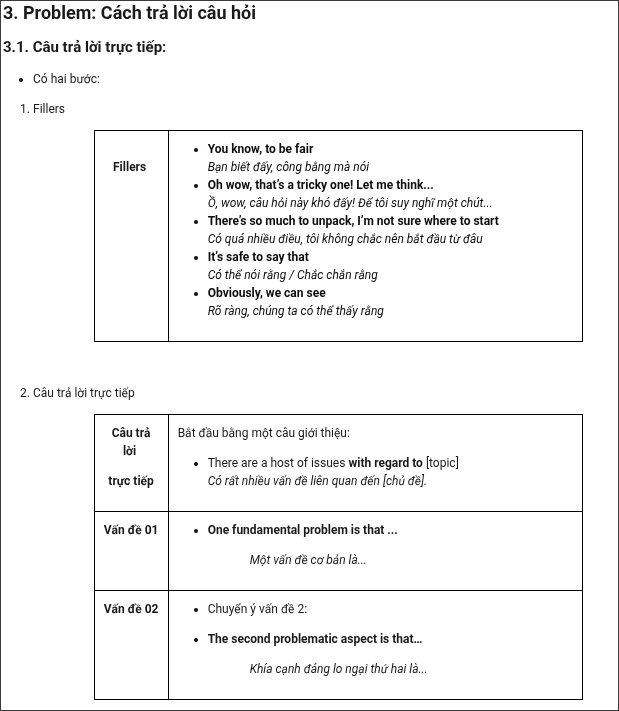 3. Problem: Cách trả lời câu hỏi
3.1. Câu trả lời trực tiếp:
• Có hai bước:
1. Fillers
Fillers
• You know, to be fair
Bạn biết đấy, công bằng mà nói
• Oh wow, that’s a tricky one! Let me think...
Ồ, wow, câu hỏi này khó đấy! Để tôi suy nghĩ một chút...
• There’s so much to unpack, I’m not sure where to start
Có quá nhiều điều, tôi không chắc nên bắt đầu từ đâu
• It’s safe to say that
Có thể nói rằng / Chắc chắn rằng
• Obviously, we can see
Rõ ràng, chúng ta có thể thấy rằng
2. Câu trả lời trực tiếp
Câu trả
lời
trực tiếp
Bắt đầu bằng một câu giới thiệu:
• There are a host of issues with regard to [topic]
Có rất nhiều vấn đề liên quan đến [chủ đề].
Vấn đề 01
• One fundamental problem is that ...
Một vấn đề cơ bản là...
Vấn đề 02
• Chuyển ý vấn đề 2:
• The second problematic aspect is that…
Khía cạnh đáng lo ngại thứ hai là...